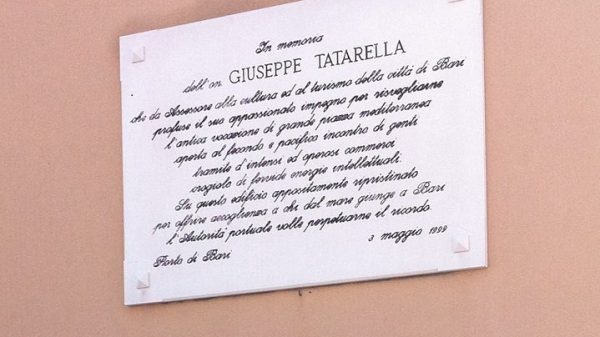 In memoria
dell'on. GIUSEPPE TATARELLA
che da Assessore alla cultura ed al turismo della città di Bari
profuse il suo appassionato impegno per risvegliarne
l'antica vocazione di grande piazza mediterranea
aperta al fecondo e pacifico incontro di genti
tramite d'intensi ed operosi commerci
crogiolo di fervide energie intellettuali.
Su questo edificio appositamente ripristinato
per offrire accoglienza a chi dal mare giunge a Bari
l'Autorità portuale volle perpetuarne il ricordo.
Porto di Bari 3 maggio 1999